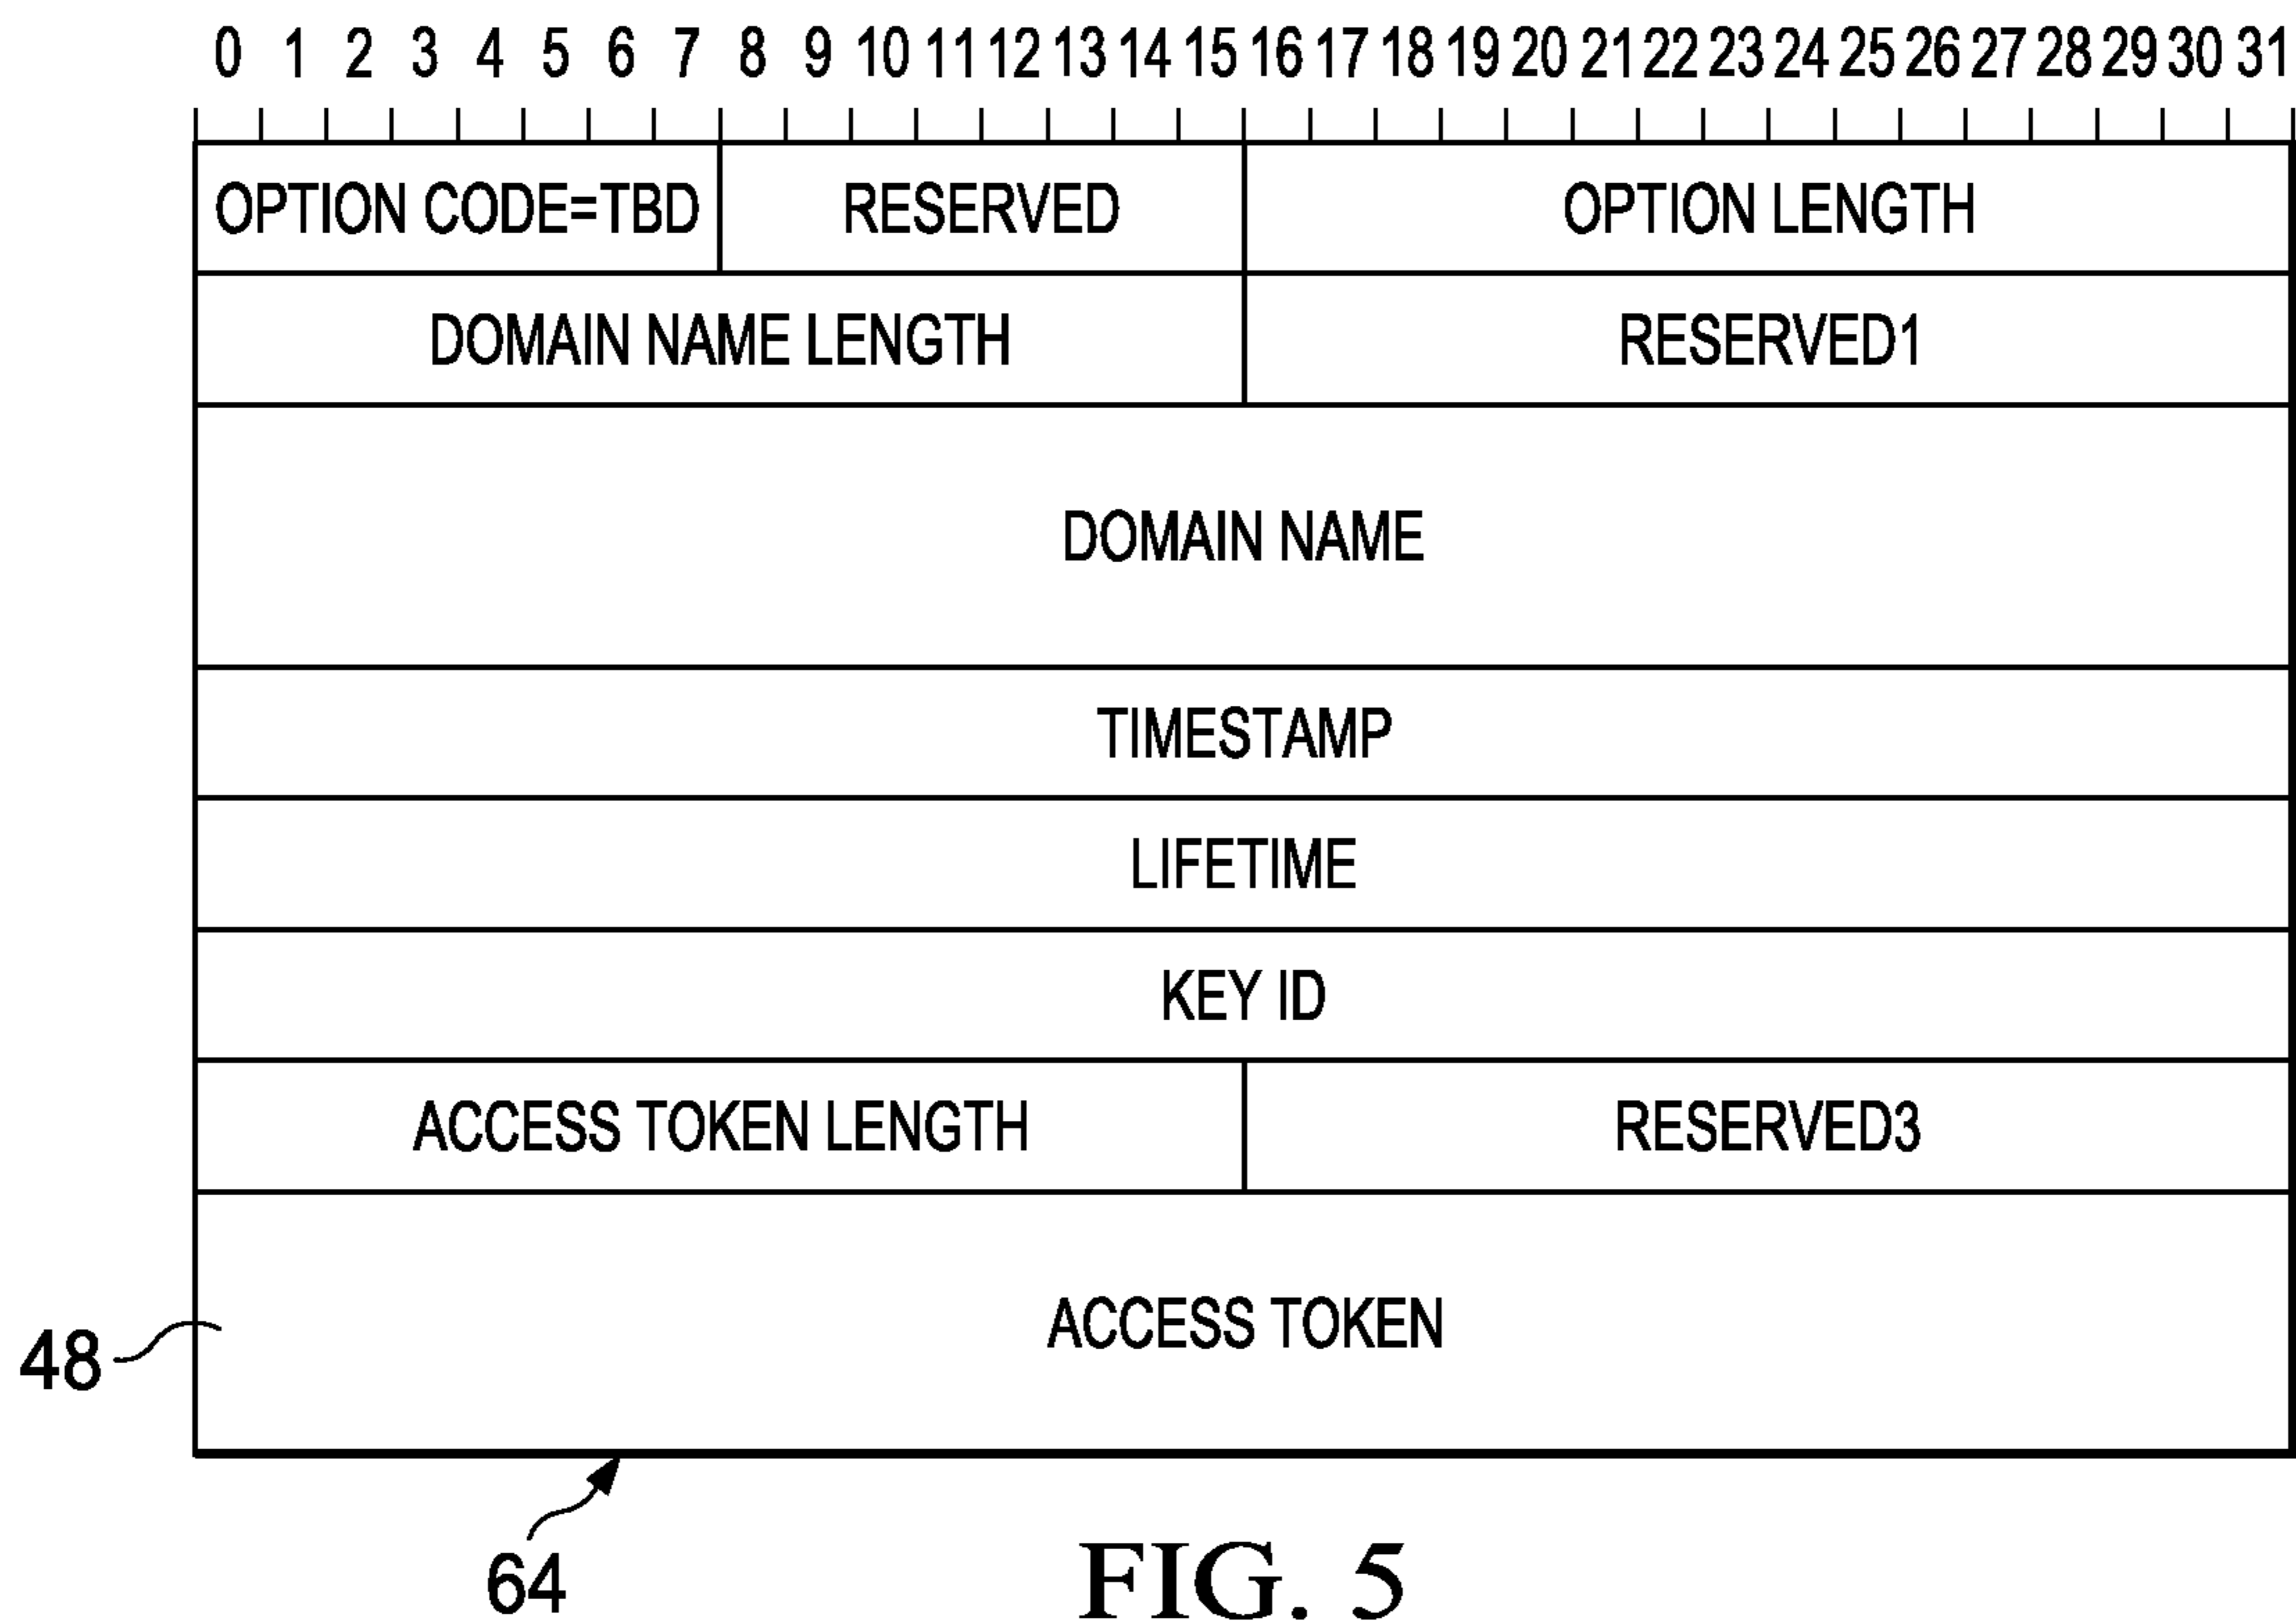 0 1 2 3 4 5 6 7 8 9 10 11 12 13 14 15 16 17 18 19 20 21 22 23 24 25 26 27 28 29 30 31
OPTION CODE=TBD RESERVED OPTION LENGTH
DOMAIN NAME LENGTH RESERVED1
DOMAIN NAME
TIMESTAMP
LIFETIME
KEY ID
ACCESS TOKEN LENGTH RESERVED3
ACCESS TOKEN
48
64
FIG. 5